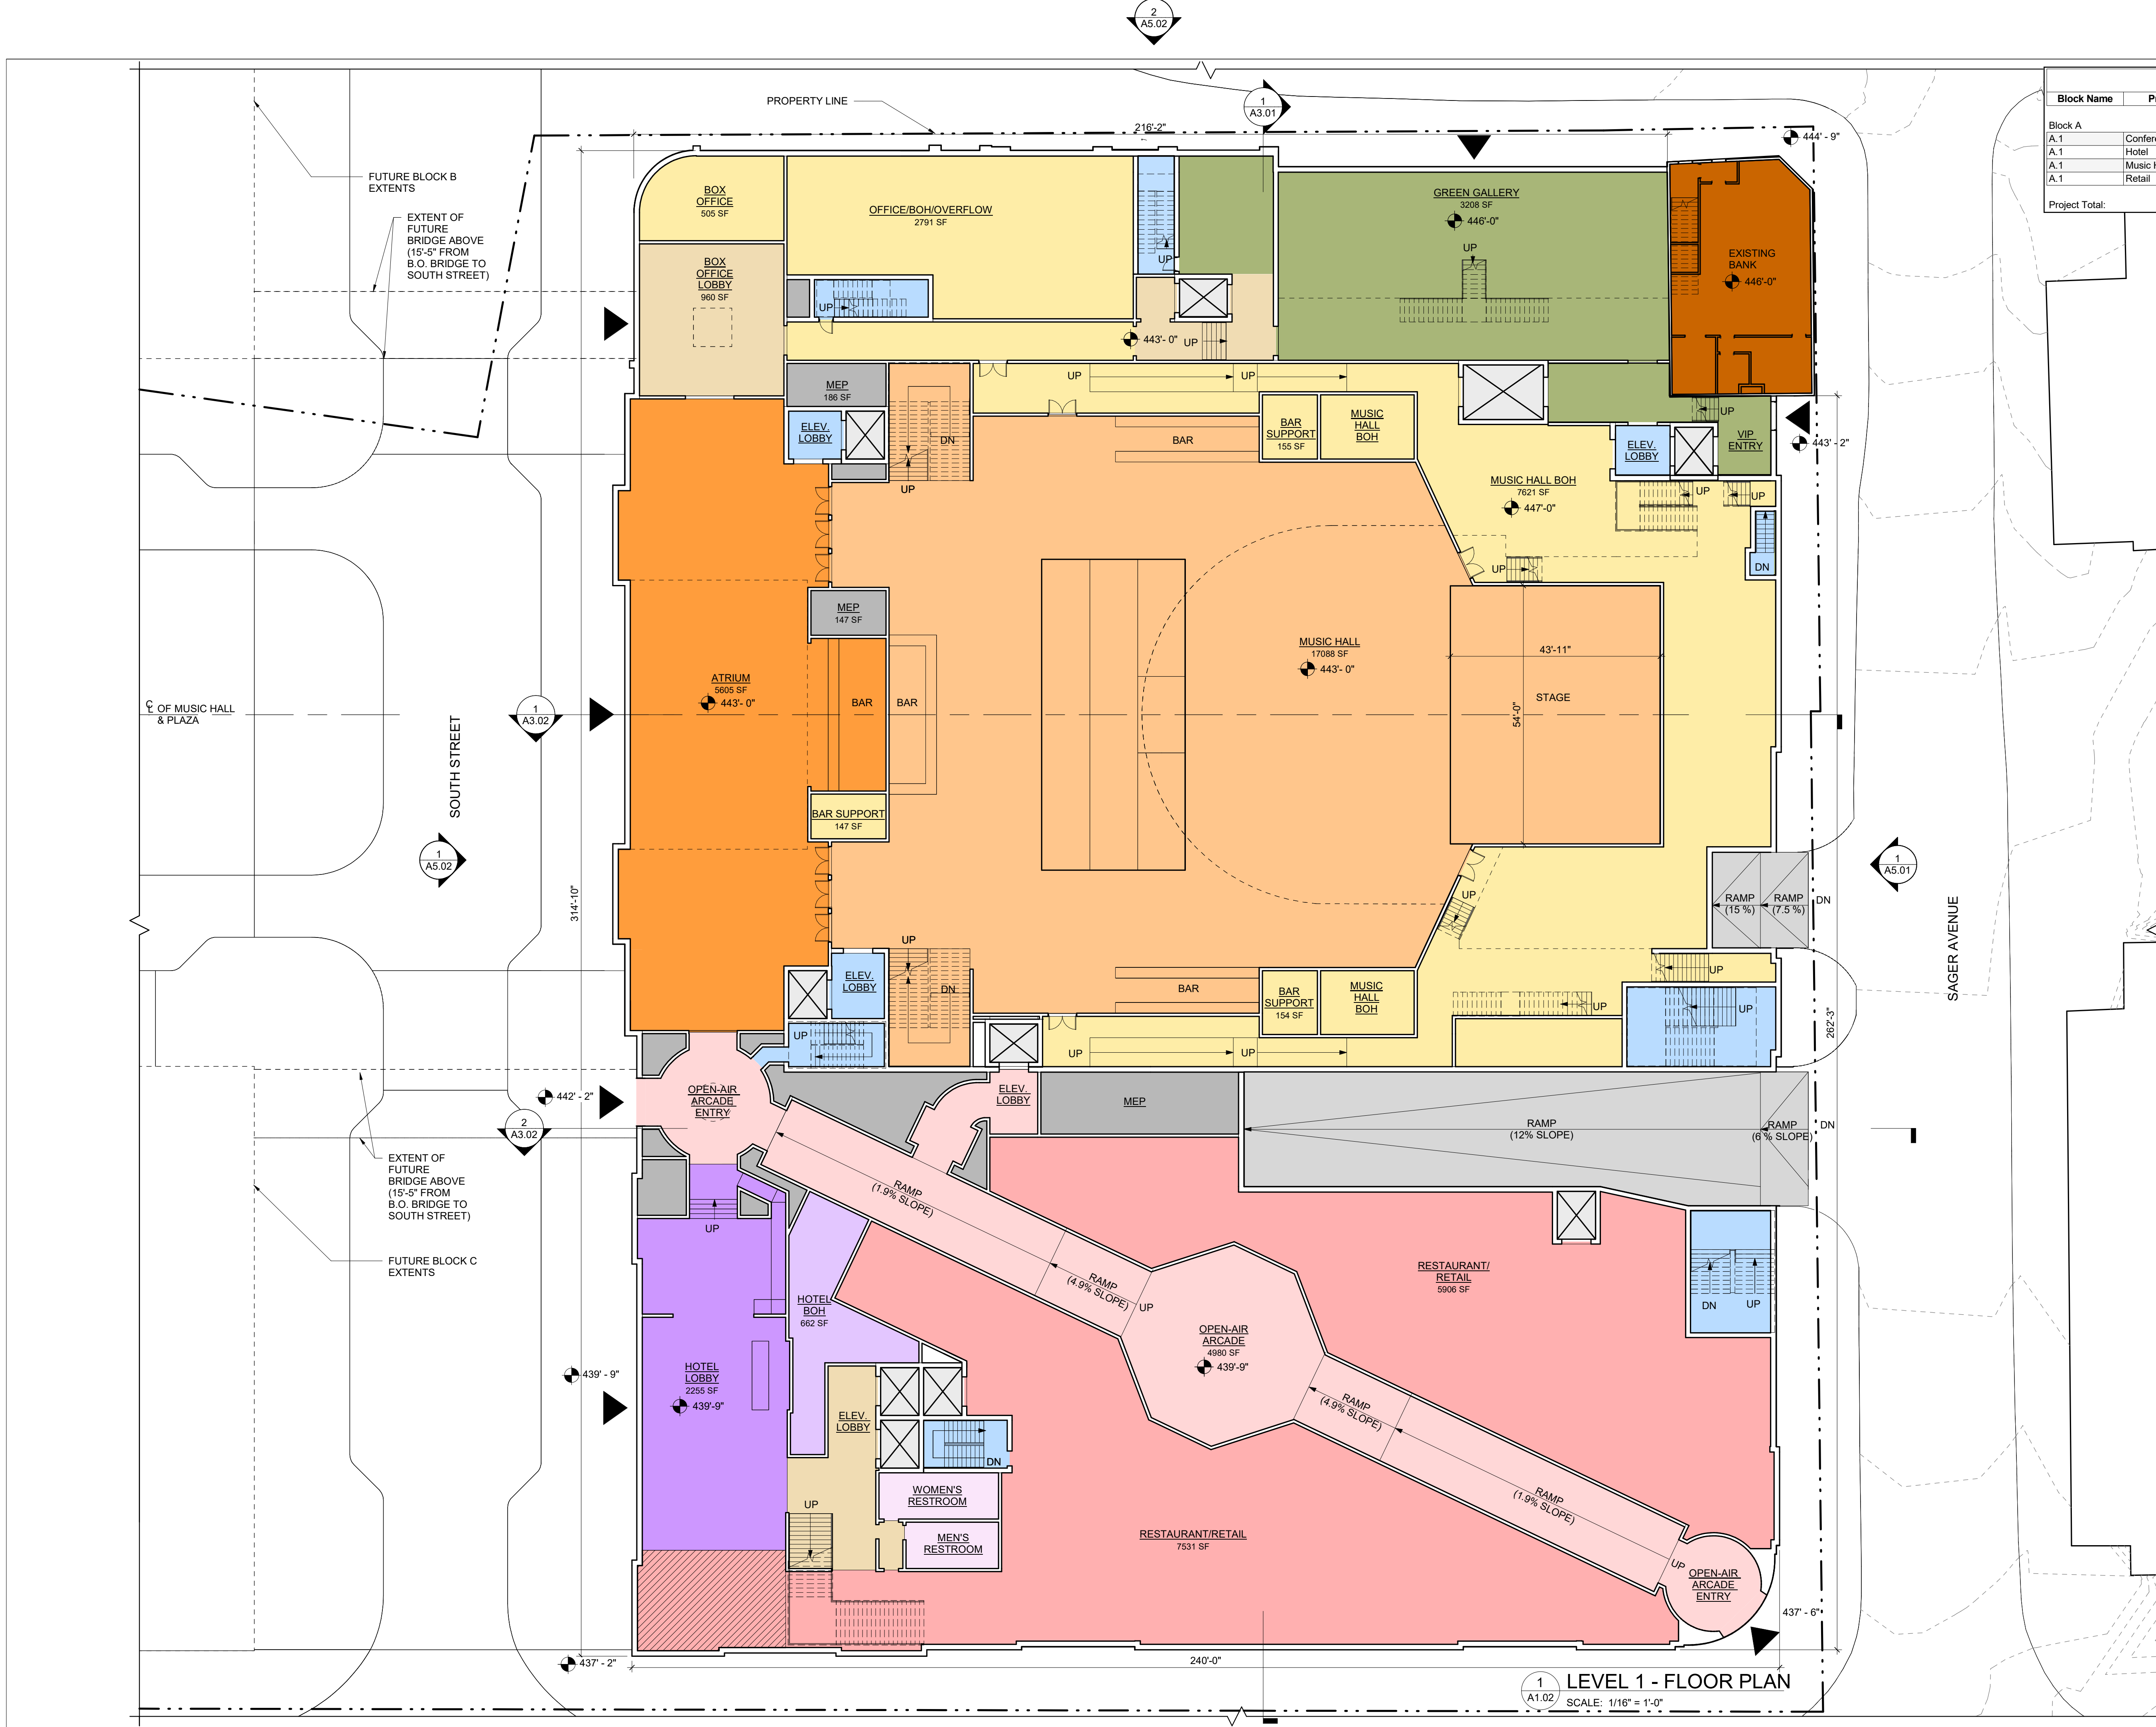 2
A5.02
PROPERTY LINE
1
A3.01
216'-2"
444' - 9"
Block Name
Block A
A.1
A.1
Hotel
A.1
A.1
Retail
Project Total:
FUTURE BLOCK B
EXTENTS
EXTENT OF
FUTURE
BRIDGE ABOVE
(15'-5" FROM
B.O. BRIDGE TO
SOUTH STREET)
BOX
OFFICE
505 SF
OFFICE/BOH/OVERFLOW
2791 SF
UP
GREEN GALLERY
3208 SF
446'-0"
UP
EXISTING
BANK
446'-0"
BOX
OFFICE
LOBBY
960 SF
UP
443'- 0"
UP
MEP
186 SF
UP
UP
ELEV.
LOBBY
DN
UP
BAR
BAR
SUPPORT
155 SF
MUSIC
HALL
BOH
UP
VIP
ENTRY
443' - 2"
ELEV.
LOBBY
MUSIC HALL BOH
7621 SF
447'-0"
UP
UP
UP
DN
MEP
147 SF
MUSIC HALL
17088 SF
443'- 0"
43'-11"
STAGE
54'-0"
ATRIUM
5605 SF
443'- 0"
BAR
BAR
CL OF MUSIC HALL
& PLAZA
1
A3.02
SOUTH STREET
BAR SUPPORT
147 SF
1
A5.02
1
A5.01
314'-10"
UP
RAMP
(15 %)
RAMP
(7.5 %)
DN
SAGER AVENUE
UP
ELEV.
LOBBY
DN
BAR
BAR
SUPPORT
154 SF
MUSIC
HALL
BOH
UP
UP
UP
UP
UP
UP
262'-3"
442' - 2"
OPEN-AIR
ARCADE
ENTRY
ELEV.
LOBBY
MEP
RAMP
(12% SLOPE)
RAMP
(6 % SLOPE)
DN
2
A3.02
EXTENT OF
FUTURE
BRIDGE ABOVE
(15'-5" FROM
B.O. BRIDGE TO
SOUTH STREET)
UP
RAMP
(1.9% SLOPE)
FUTURE BLOCK C
EXTENTS
RAMP
(4.9% SLOPE)
UP
RESTAURANT/
RETAIL
5906 SF
DN
UP
HOTEL
BOH
662 SF
OPEN-AIR
ARCADE
4980 SF
439'-9"
439' - 9"
HOTEL
LOBBY
2255 SF
439'-9"
ELEV.
LOBBY
RAMP
(4.9% SLOPE)
DN
WOMEN'S
RESTROOM
UP
MEN'S
RESTROOM
RAMP
(1.9% SLOPE)
RESTAURANT/RETAIL
7531 SF
UP
OPEN-AIR
ARCADE
ENTRY
437' - 6"
437' - 2"
240'-0"
1
A1.02
LEVEL 1 - FLOOR PLAN
SCALE: 1/16" = 1'-0"